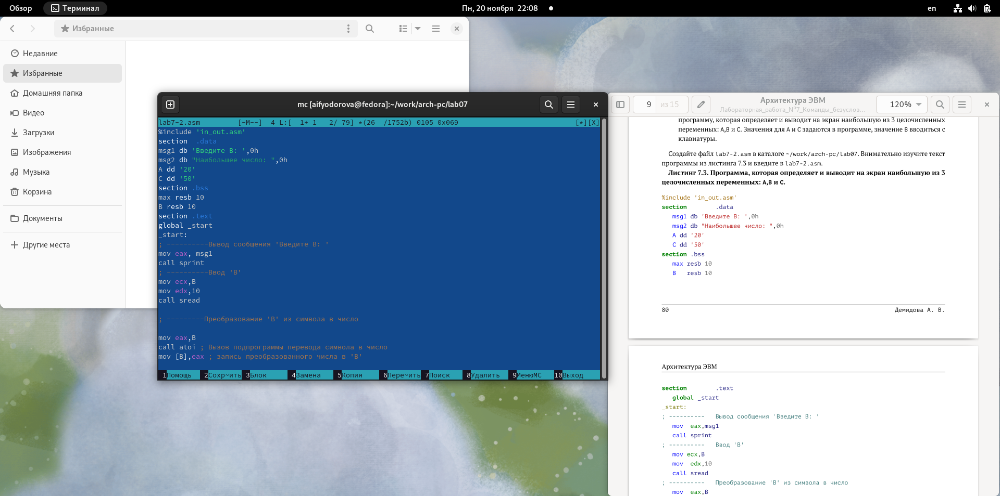 Обзор
Терминал
Пн, 20 ноября 22:08
en
Избранные
Недавние
Избранные
Домашняя папка
Видео
Загрузки
Изображения
Музыка
Корзина
Документы
Другие места
mc [aifyodorova@fedora]:~/work/arch-pc/lab07
lab7-2.asm [-M--] 4 L:[ 1+ 1 2/ 79] *(26 /1752b) 0105 0x069 [*][X]
%include 'in_out.asm'
section .data
msg1 db 'Введите B: ',0h
msg2 db "Наибольшее число: ",0h
A dd '20'
C dd '50'
section .bss
max resb 10
B resb 10
section .text
global _start
_start:
; ----------Вывод сообщения 'Введите B: '
mov eax, msg1
call sprint
; ----------Ввод 'B'
mov ecx,B
mov edx,10
call sread
; ---------Преобразование 'B' из символа в число
mov eax,B
call atoi ; Вызов подпрограммы перевода символа в число
mov [B],eax ; запись преобразованного числа в 'B'
1Помощь 2Сохр~ить 3Блок 4Замена 5Копия 6Пере~ить 7Поиск 8Удалить 9МенюМС 10Выход
9 из 15
Архитектура ЭВМ
Лабораторная_работа_№7_Команды_безуслов…
120%
программу, которая определяет и выводит на экран наибольшую из 3 целочисленных
переменных: A,B и C. Значения для A и C задаются в программе, значение B вводиться с
клавиатуры.
Создайте файл lab7-2.asm в каталоге ~/work/arch-pc/lab07. Внимательно изучите текст
программы из листинга 7.3 и введите в lab7-2.asm.
Листинг 7.3. Программа, которая определяет и выводит на экран наибольшую из 3
целочисленных переменных: A,B и C.
%include 'in_out.asm'
section .data
msg1 db 'Введите B: ',0h
msg2 db "Наибольшее число: ",0h
A dd '20'
C dd '50'
section .bss
max resb 10
B resb 10
80 Демидова А. В.
Архитектура ЭВМ
section .text
global _start
_start:
; ---------- Вывод сообщения 'Введите B: '
mov eax,msg1
call sprint
; ---------- Ввод 'B'
mov ecx,B
mov edx,10
call sread
; ---------- Преобразование 'B' из символа в число
mov eax,B